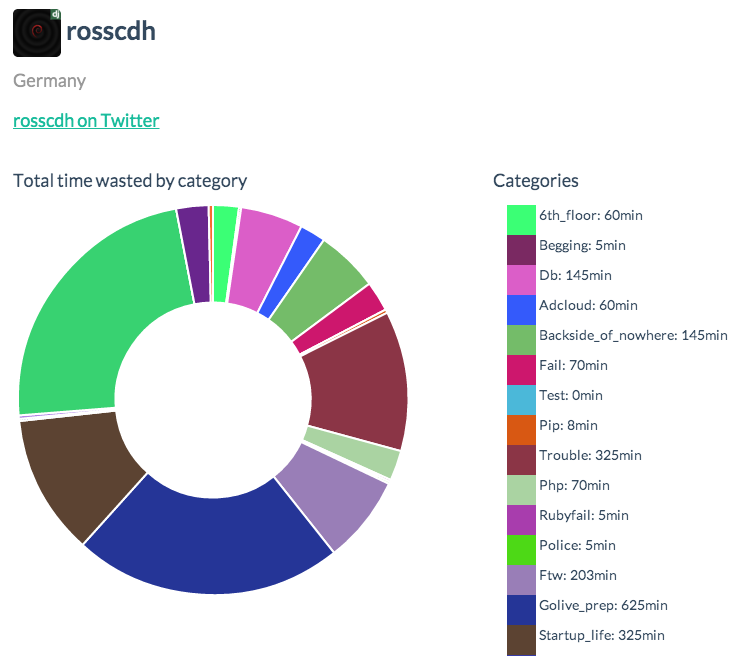 dj
rosscdh
Germany
rosscdh on Twitter
Total time wasted by category
Categories
6th_floor: 60min
Begging: 5min
Db: 145min
Adcloud: 60min
Backside_of_nowhere: 145min
Fail: 70min
Test: 0min
Pip: 8min
Trouble: 325min
Php: 70min
Rubyfail: 5min
Police: 5min
Ftw: 203min
Golive_prep: 625min
Startup_life: 325min